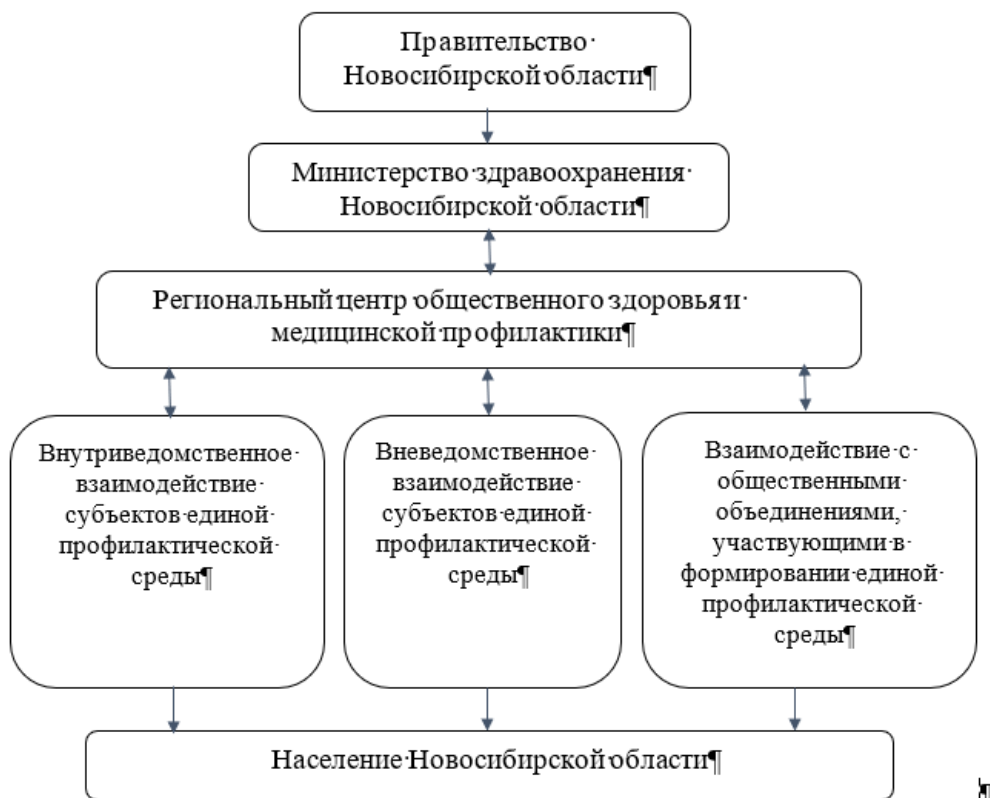 Правительство
Новосибирской области¶
Министерство здравоохранения
Новосибирской области¶
Региональный центр общественного здоровья и
медицинской профилактики¶
Внутриведомственное
взаимодействие
субъектов единой
профилактической
среды¶
Вневедомственное
взаимодействие
субъектов единой
профилактической
среды¶
Взаимодействие с
общественными
объединениями,
участвующими в
формировании единой
профилактической
среды¶
Население Новосибирской области¶
¶